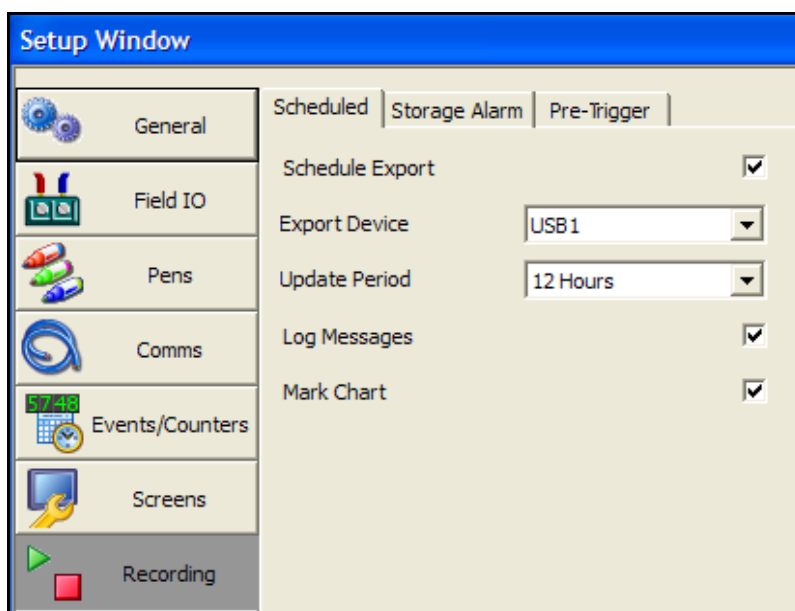 Setup Window
General
Field IO
Pens
Comms
57:48
Events/Counters
Screens
Recording
Scheduled
Storage Alarm
Pre-Trigger
Schedule Export
Export Device
USB1
Update Period
12 Hours
Log Messages
Mark Chart